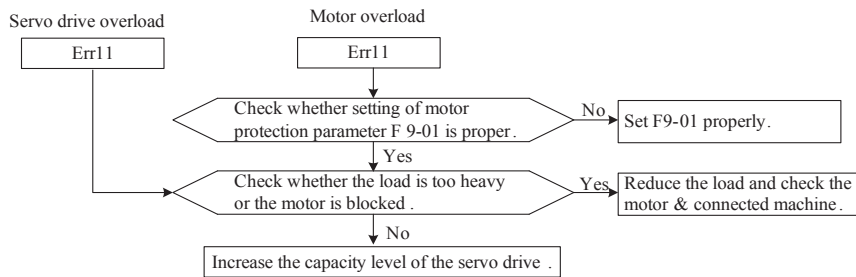 Servo drive overload
Motor overload
Err11
Err11
Check whether setting of motor
protection parameter F 9-01 is proper .
No
Set F9-01 properly .
Yes
Check whether the load is too heavy
or the motor is blocked .
Yes
Reduce the load and check the
motor & connected machine .
No
Increase the capacity level of the servo drive .